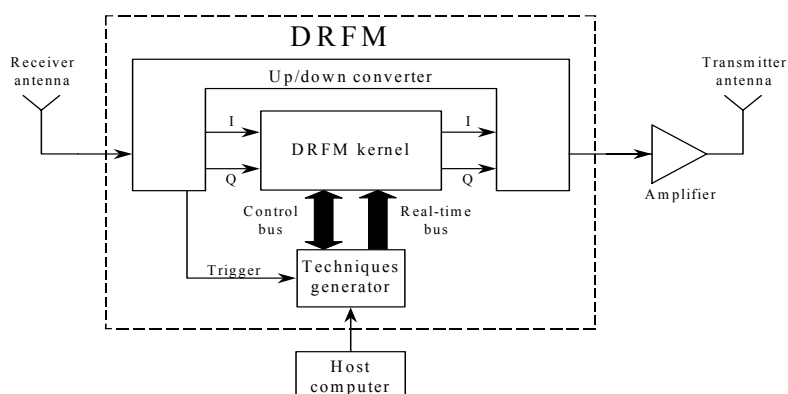 DRFM
Receiver
antenna
Transmitter
antenna
Up/down converter
I
I
DRFM kernel
Q
Q
Amplifier
Control
bus
Real-time
bus
Trigger
Techniques
generator
Host
computer